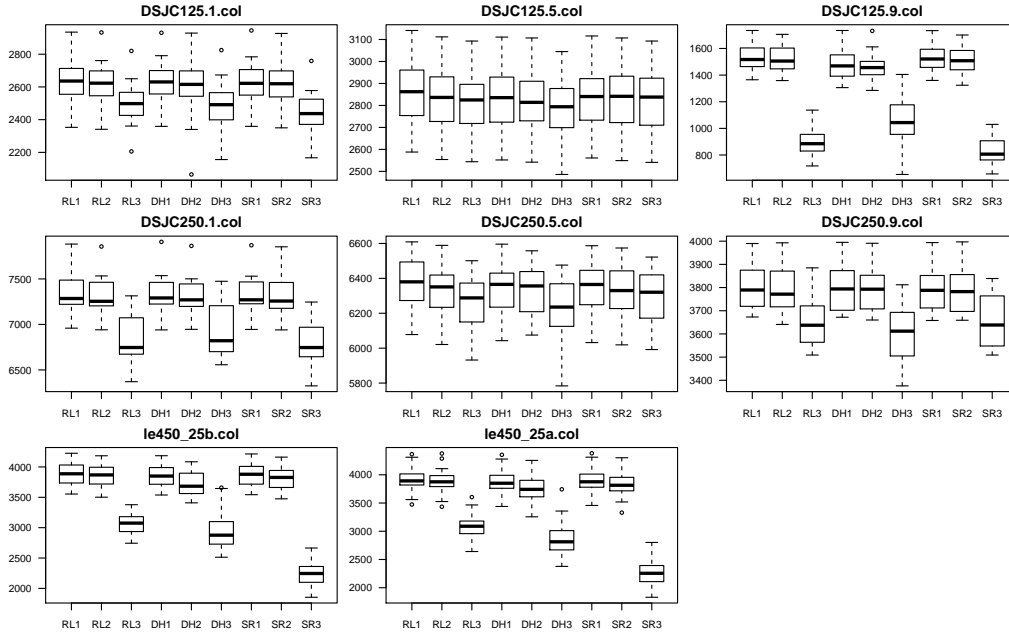 DSJC125.1.col
2800
2600
2400
2200
RL1 RL2 RL3 DH1 DH2 DH3 SR1 SR2 SR3
DSJC125.5.col
3100
3000
2900
2800
2700
2600
2500
RL1 RL2 RL3 DH1 DH2 DH3 SR1 SR2 SR3
DSJC125.9.col
1600
1400
1200
1000
800
RL1 RL2 RL3 DH1 DH2 DH3 SR1 SR2 SR3
DSJC250.1.col
7500
7000
6500
RL1 RL2 RL3 DH1 DH2 DH3 SR1 SR2 SR3
DSJC250.5.col
6600
6400
6200
6000
5800
RL1 RL2 RL3 DH1 DH2 DH3 SR1 SR2 SR3
DSJC250.9.col
4000
3900
3800
3700
3600
3500
3400
RL1 RL2 RL3 DH1 DH2 DH3 SR1 SR2 SR3
le450_25b.col
4000
3500
3000
2500
2000
RL1 RL2 RL3 DH1 DH2 DH3 SR1 SR2 SR3
le450_25a.col
4000
3500
3000
2500
2000
RL1 RL2 RL3 DH1 DH2 DH3 SR1 SR2 SR3